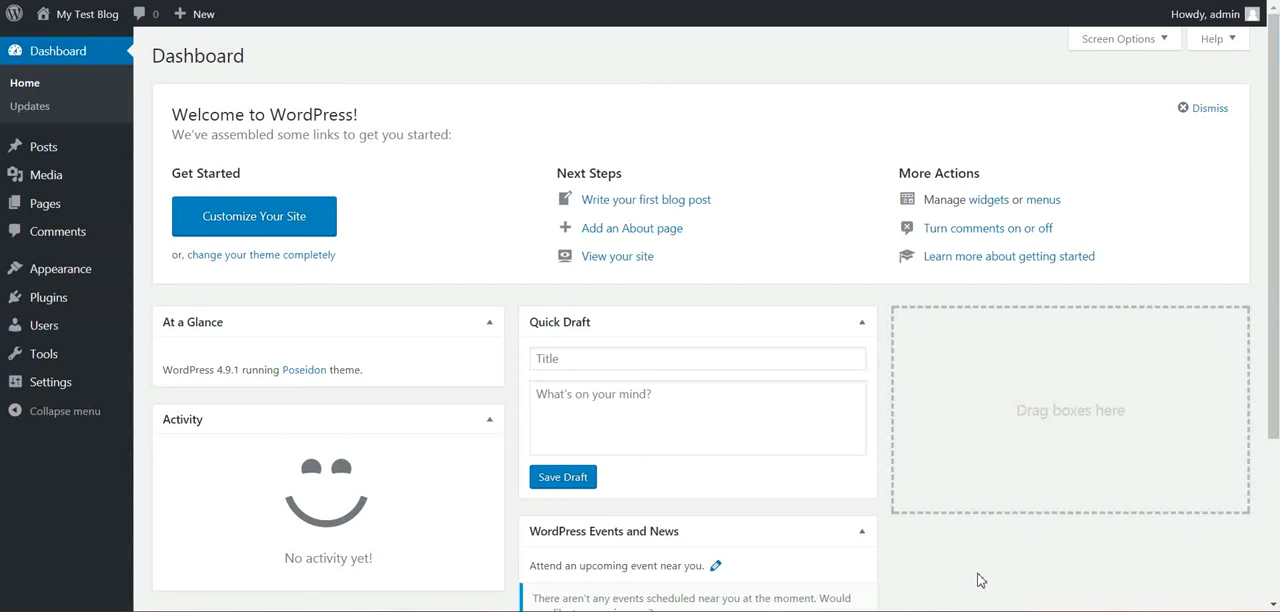 My Test Blog 0 New Howdy, admin
Dashboard
Home
Updates
Posts
Media
Pages
Comments
Appearance
Plugins
Users
Tools
Settings
Collapse menu
Screen Options Help
Dashboard
Welcome to WordPress!
We've assembled some links to get you started:
Dismiss
Get Started
Customize Your Site
or, change your theme completely
Next Steps
Write your first blog post
Add an About page
View your site
More Actions
Manage widgets or menus
Turn comments on or off
Learn more about getting started
At a Glance
WordPress 4.9.1 running Poseidon theme.
Activity
No activity yet!
Quick Draft
Title
What's on your mind?
Save Draft
WordPress Events and News
Attend an upcoming event near you.
There aren't any events scheduled near you at the moment. Would
Drag boxes here